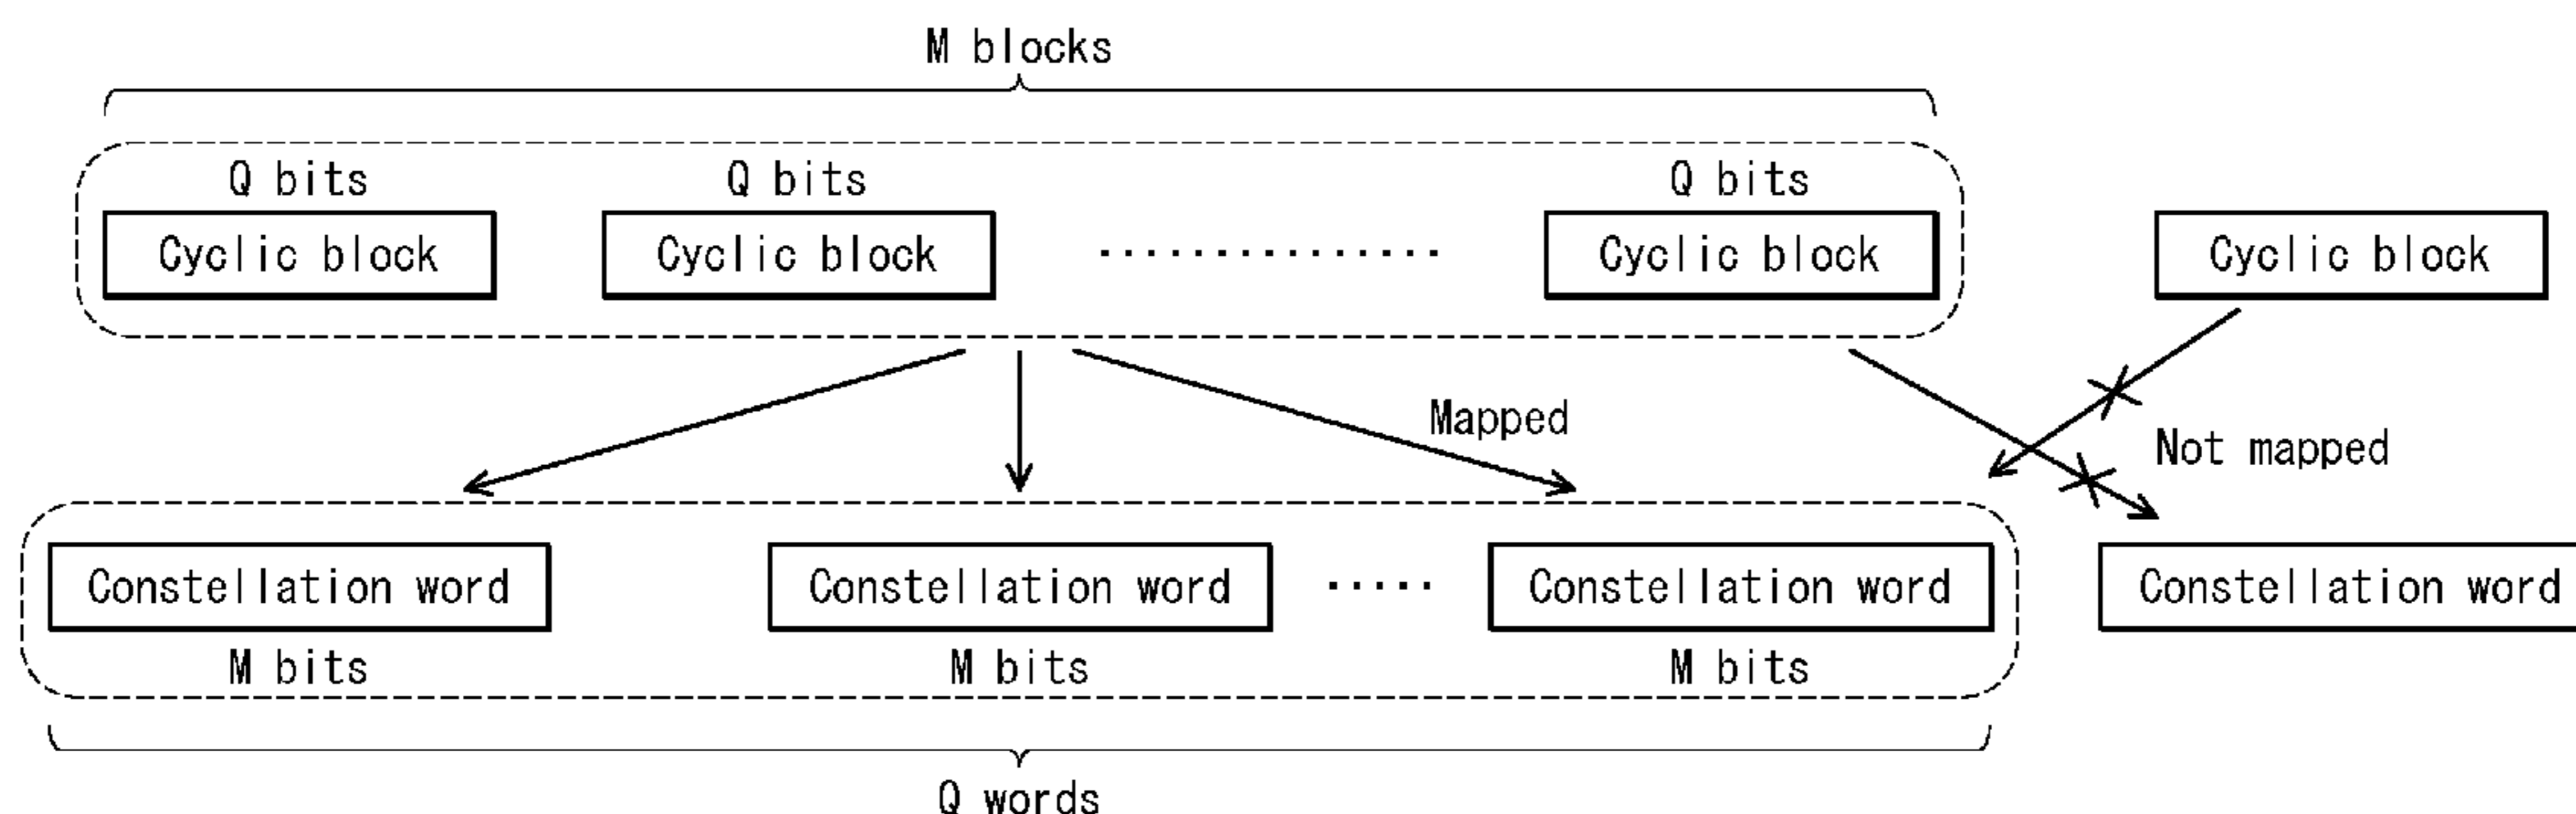 M blocks
Q bits Q bits Q bits
Cyclic block Cyclic block ............... Cyclic block Cyclic block
Mapped
Not mapped
Constellation word Constellation word ..... Constellation word Constellation word
M bits M bits M bits
Q words